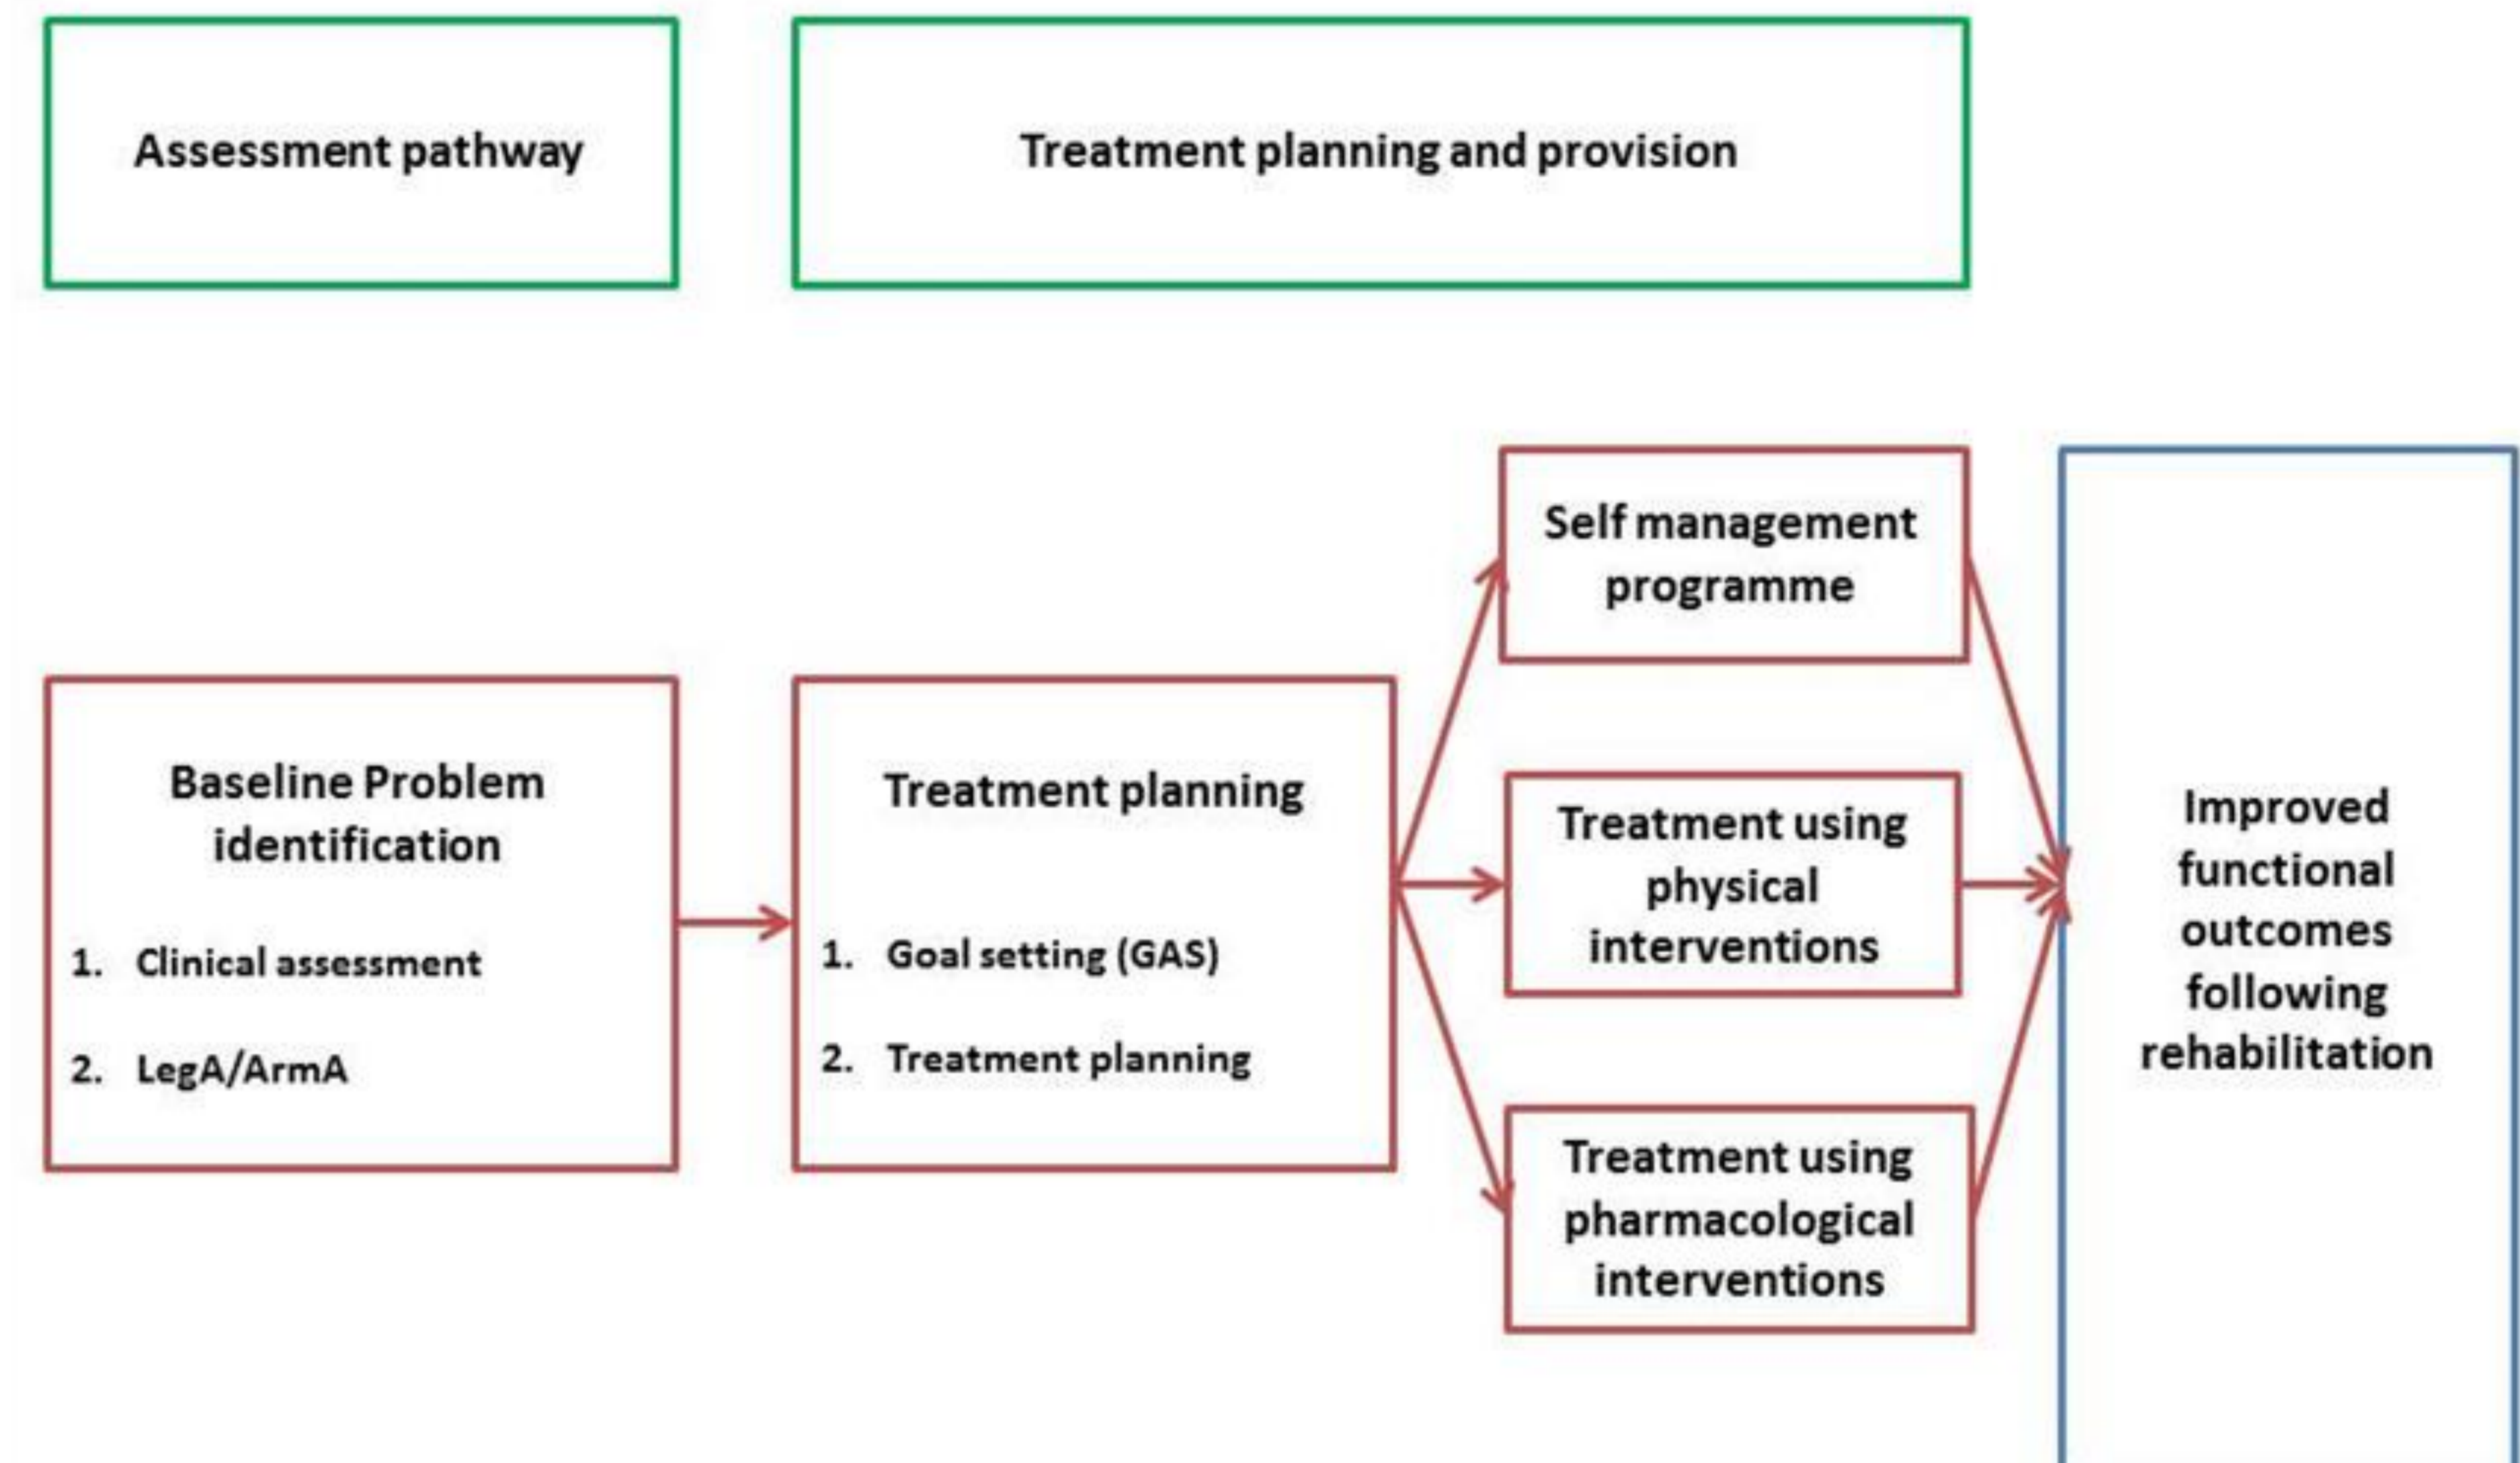 Assessment pathway
Treatment planning and provision
Baseline Problem
identification
1. Clinical assessment
2. LegA/ArmA
Treatment planning
1. Goal setting (GAS)
2. Treatment planning
Self management
programme
Treatment using
physical
interventions
Treatment using
pharmacological
interventions
Improved
functional
outcomes
following
rehabilitation